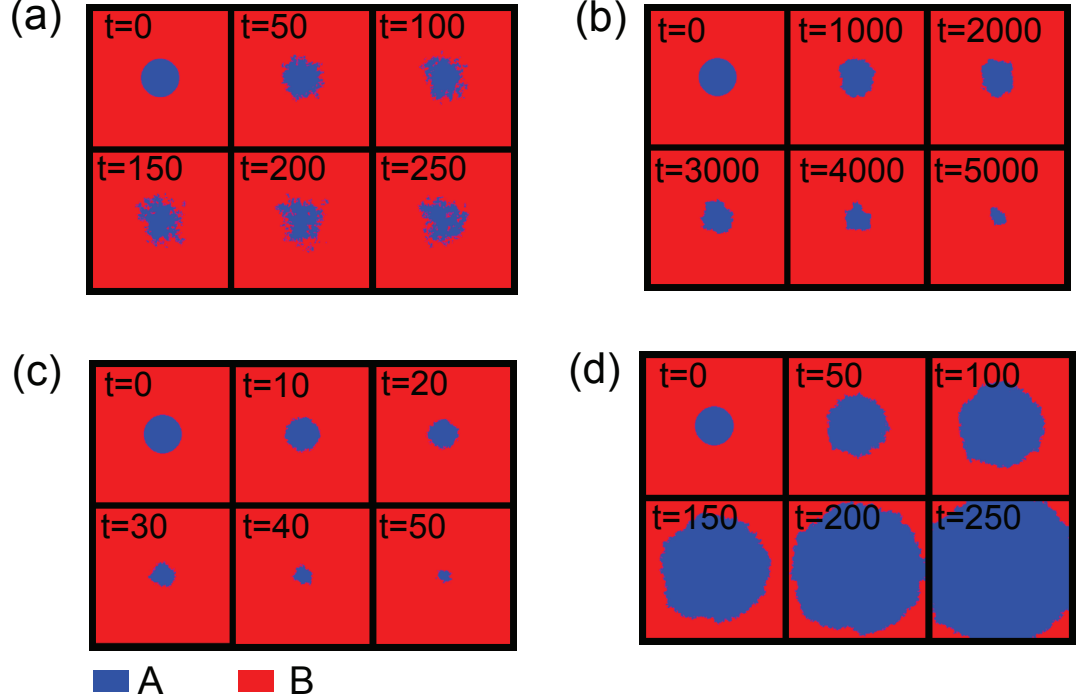 (a)
t=0 t=50 t=100
t=150 t=200 t=250
(b)
t=0 t=1000 t=2000
t=3000 t=4000 t=5000
(c)
t=0 t=10 t=20
t=30 t=40 t=50
(d)
t=0 t=50 t=100
t=150 t=200 t=250
A B